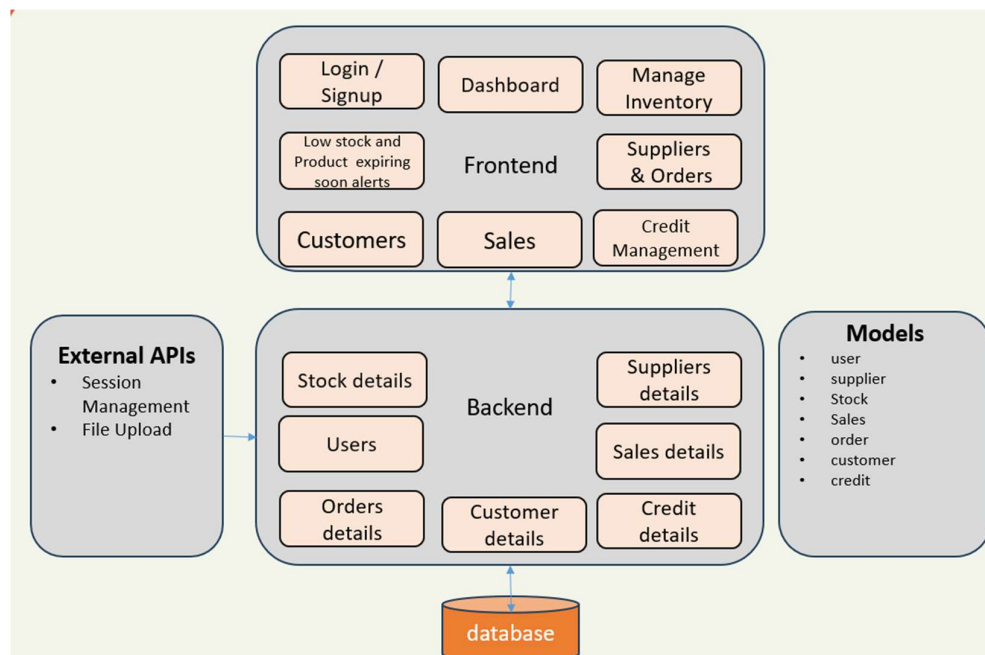 Login /
Signup
Dashboard
Manage
Inventory
Low stock and
Product expiring
soon alerts
Frontend
Suppliers
& Orders
Customers
Sales
Credit
Management
External APIs
• Session
Management
• File Upload
Stock details
Backend
Suppliers
details
Users
Sales details
Orders
details
Customer
details
Credit
details
Models
• user
• supplier
• Stock
• Sales
• order
• customer
• credit
database